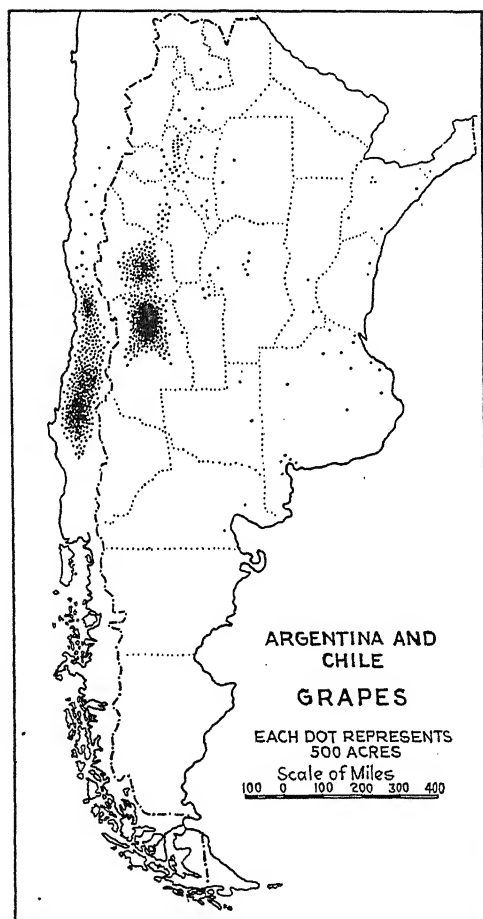 ARGENTINA AND
CHILE
GRAPES
EACH DOT REPRESENTS
500 ACRES
Scale of Miles
100 0 100 200 300 400